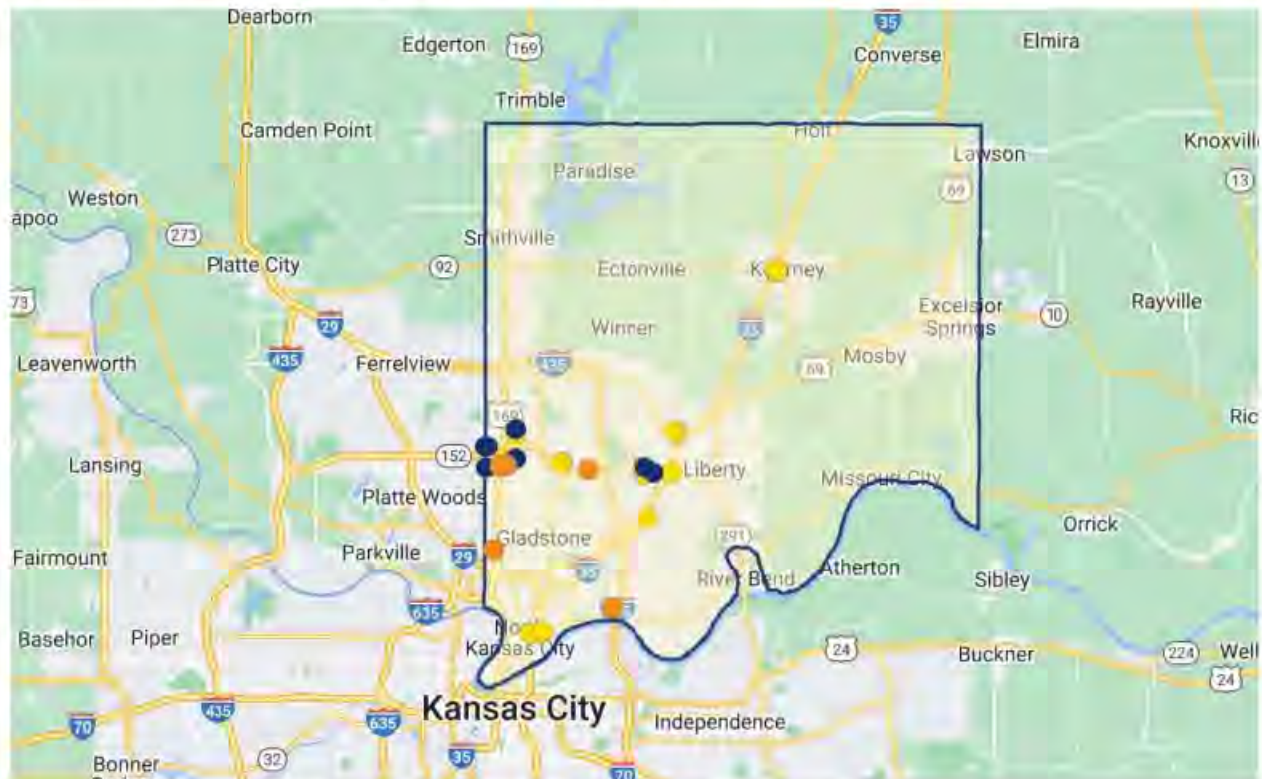 Dearborn
35
Edgerton
169
Converse
Elmira
Trimble
Camden Point
Holt
Lawson
Knoxvill
Paradise
69
13
Weston
apoo
273
Smithville
Platte City
92
Ectonville
73
Excelsior
Springs
10
Rayville
29
Winner
35
Leavenworth
435
Ferrelview
435
Mosby
69
169
Ric
152
Lansing
Liberty
Platte Woods
Missouri City
Orrick
Gladstone
291
Fairmount
Parkville
29
35
River Bend
Atherton
Sibley
635
Basehor
Piper
Kansas City
24
Buckner
224
Well
24
Kansas City
435
70
635
Independence
35
32
Bonner
70